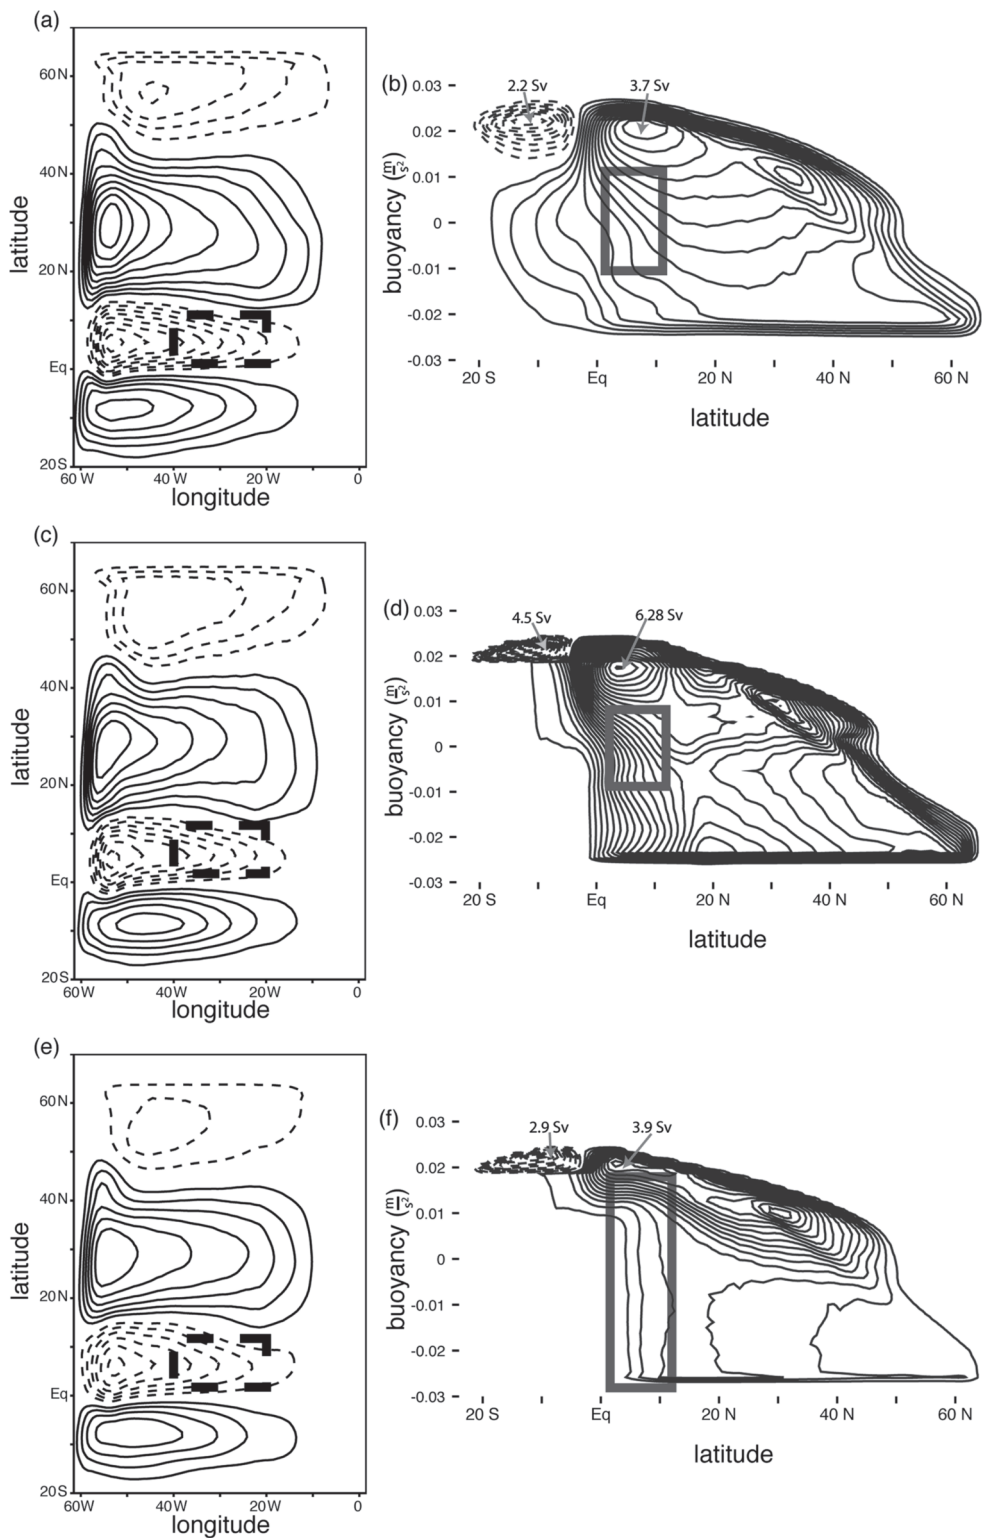 (a)
60N
40N
20N
Eq
20S
latitude
60W 40W 20W 0
longitude
(b)
2.2 Sv 3.7 Sv
0.03
0.02
0.01
0
-0.01
-0.02
-0.03
buoyancy (m/s²)
20 S Eq 20 N 40 N 60 N
latitude
(c)
60N
40N
20N
Eq
20S
latitude
60W 40W 20W 0
longitude
(d)
4.5 Sv 6.28 Sv
0.03
0.02
0.01
0
-0.01
-0.02
-0.03
buoyancy (m/s²)
20 S Eq 20 N 40 N 60 N
latitude
(e)
60N
40N
20N
Eq
20S
latitude
60W 40W 20W 0
longitude
(f)
2.9 Sv 3.9 Sv
0.03
0.02
0.01
0
-0.01
-0.02
-0.03
buoyancy (m/s²)
20 S Eq 20 N 40 N 60 N
latitude